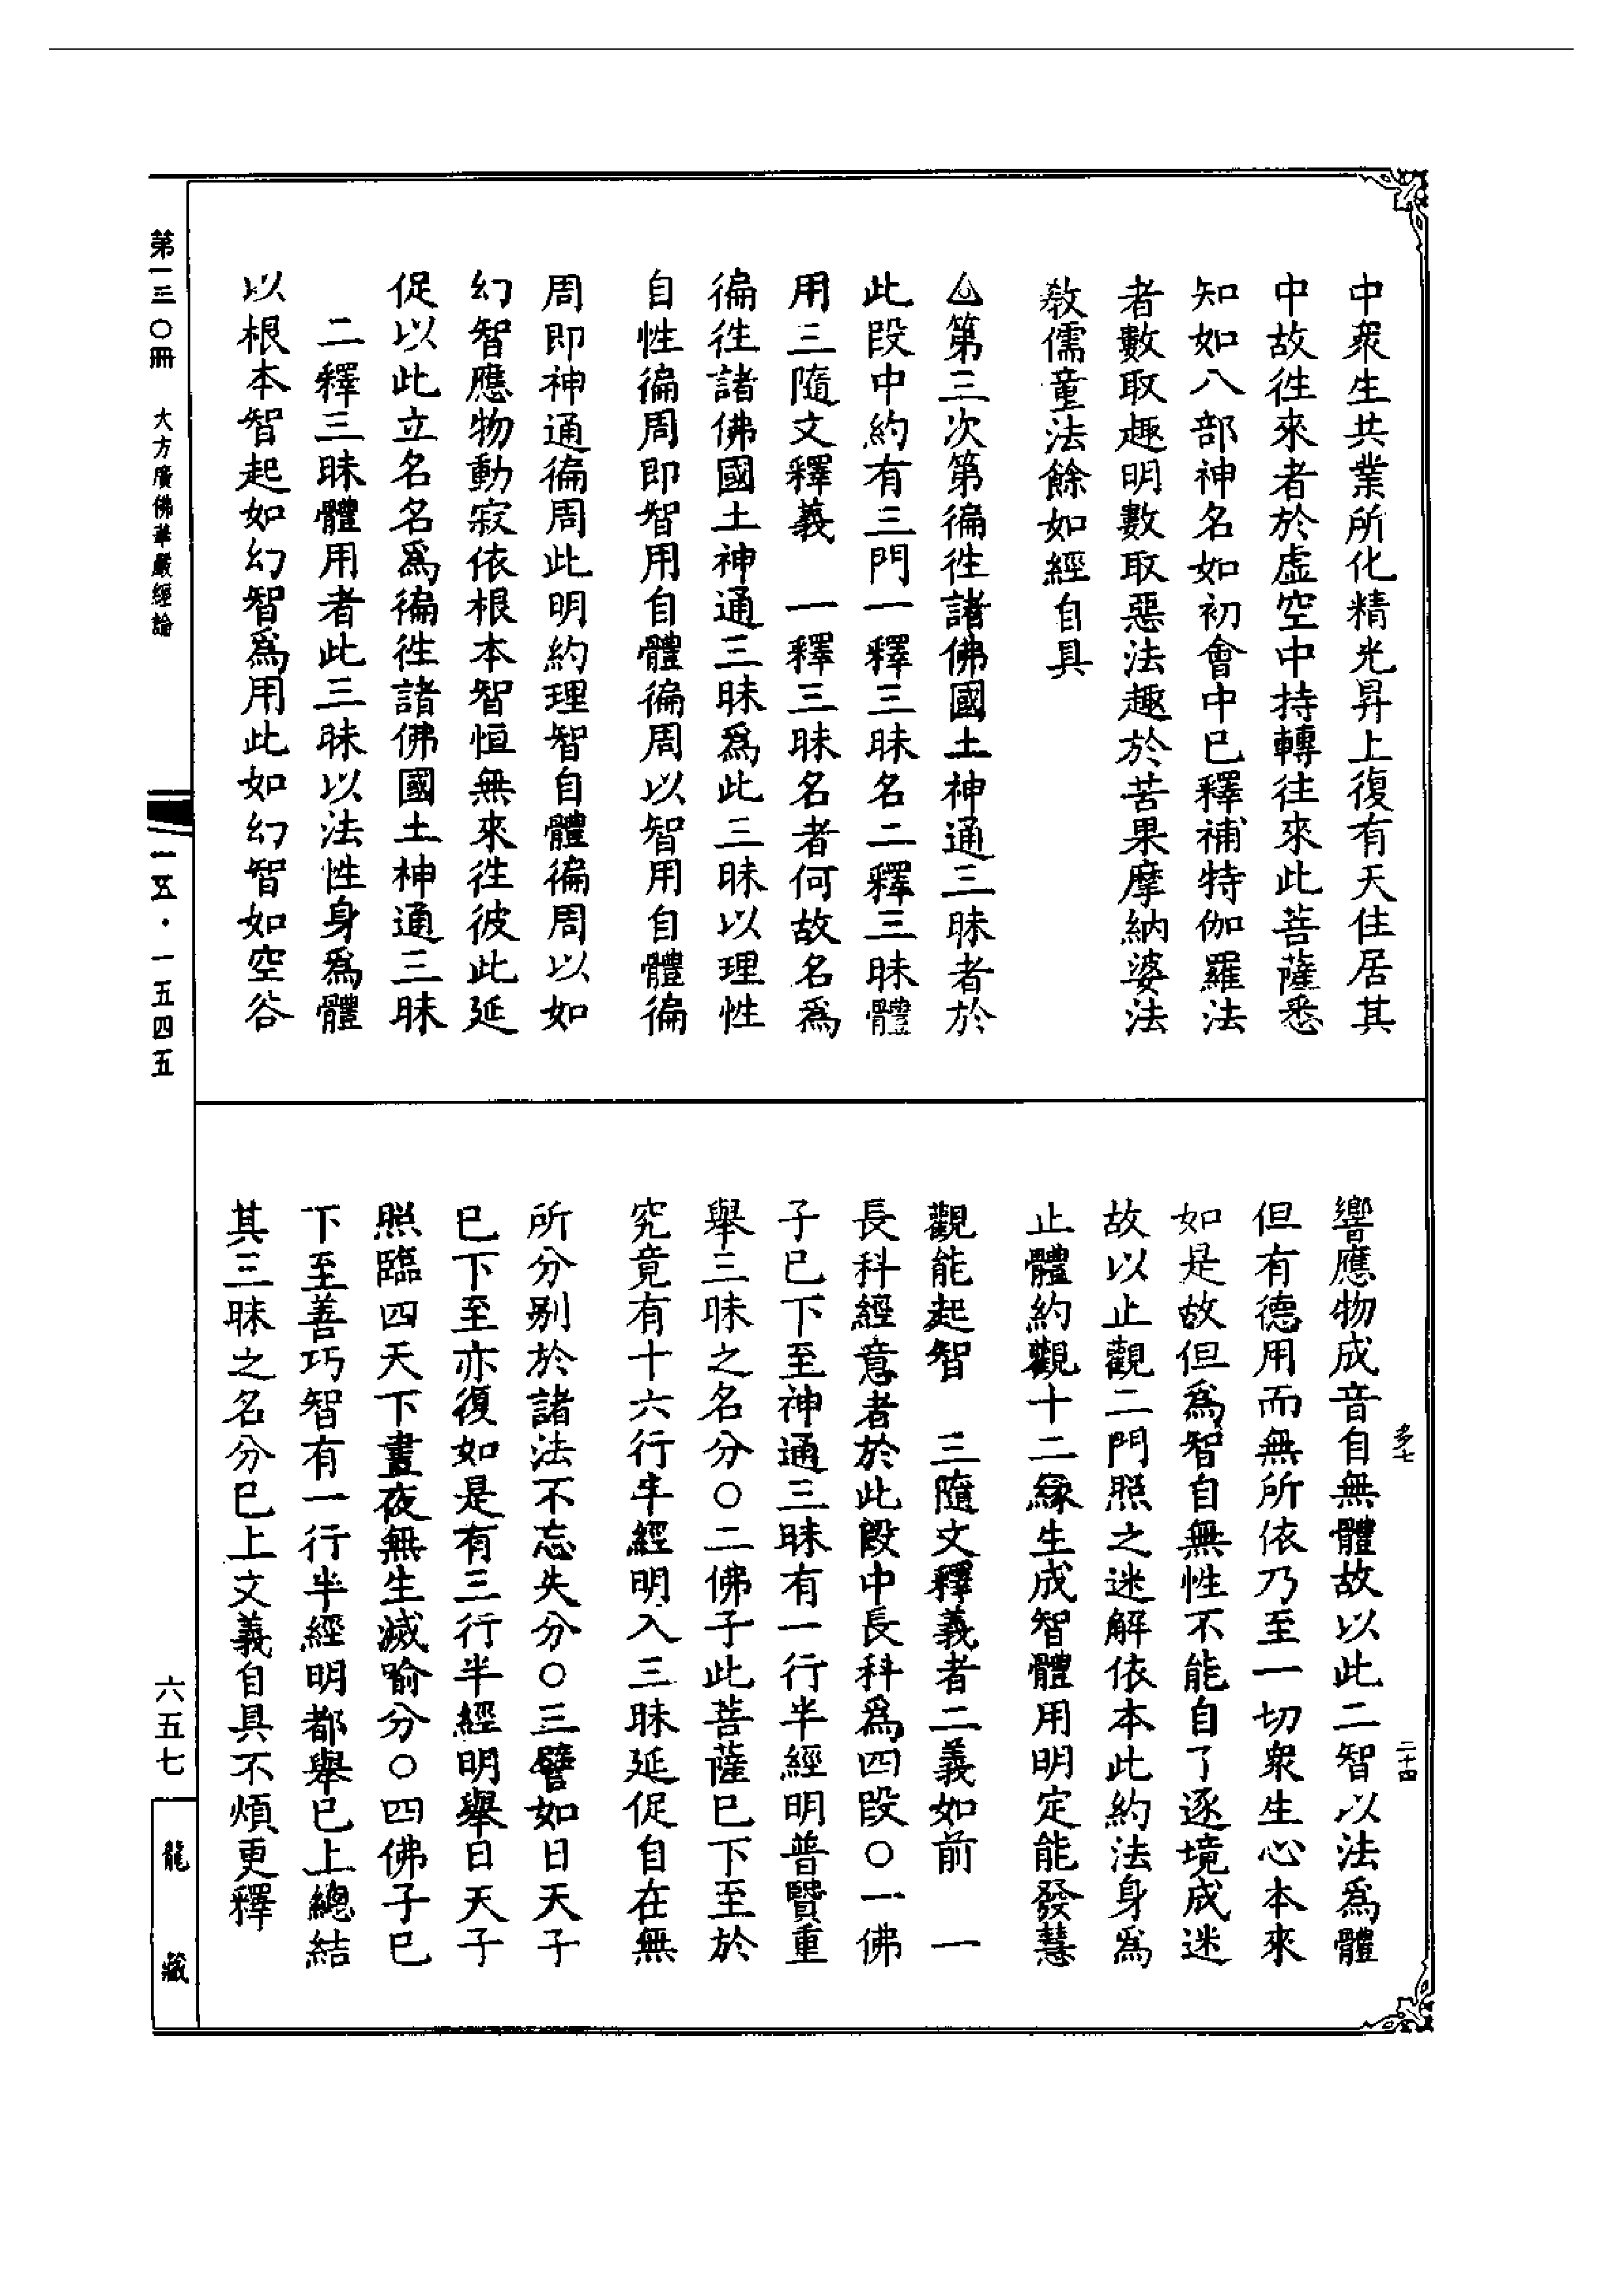 中衆生共業所化精光昇上復有天住居其
中故徃來者於虛空中持轉往來此菩薩悉
知如八部神名如初會中已釋補特伽羅法
者數取趣明數取惡法趣於苦果摩納婆法
敎儒童法餘如經自具
第三次第徧徃諸佛國土神通三昧者於
此段中約有三門一釋三昧名二釋三昧體
用三隨文釋義　一釋三昧名者何故名爲
徧徃諸佛國土神通三昧爲此三昧以理性
自性徧周即智用自體徧周以智用自體徧
周即神通徧周此明約理智自體徧周以如
幻智應物動寂依根本智恒無來徃彼此延
促以此立名名爲徧徃諸佛國土神通三昧
　二釋三昧體用者此三昧以法性身爲體
以根本智起如幻智爲用此如幻智如空谷
響應物成音自無體故以此二智以法爲體
但有德用而無所依乃至一切衆生心本來
如是故但爲智自無性不能自了逐境成迷
故以止觀二門照之迷解依本此約法身爲
止體約觀十二緣生成智體用明定能發慧
觀能起智　三隨文釋義者二義如前　一
長科經意者於此段中長科爲四段○一佛
子已下至神通三昧有一行半經明普賢重
舉三昧之名分○二佛子此菩薩已下至於
究竟有十六行半經明入三昧延促自在無
所分别於諸法不忘失分○三譬如日天子
已下至亦復如是有三行半經明舉日天子
照臨四天下晝夜無生滅喻分○四佛子已
下至善巧智有一行半經明都舉已上總結
其三昧之名分已上文義自具不煩更釋
多七
二十四
第一三○冊　大方廣佛華嚴經論
一五·一五四五
六五七
龍藏